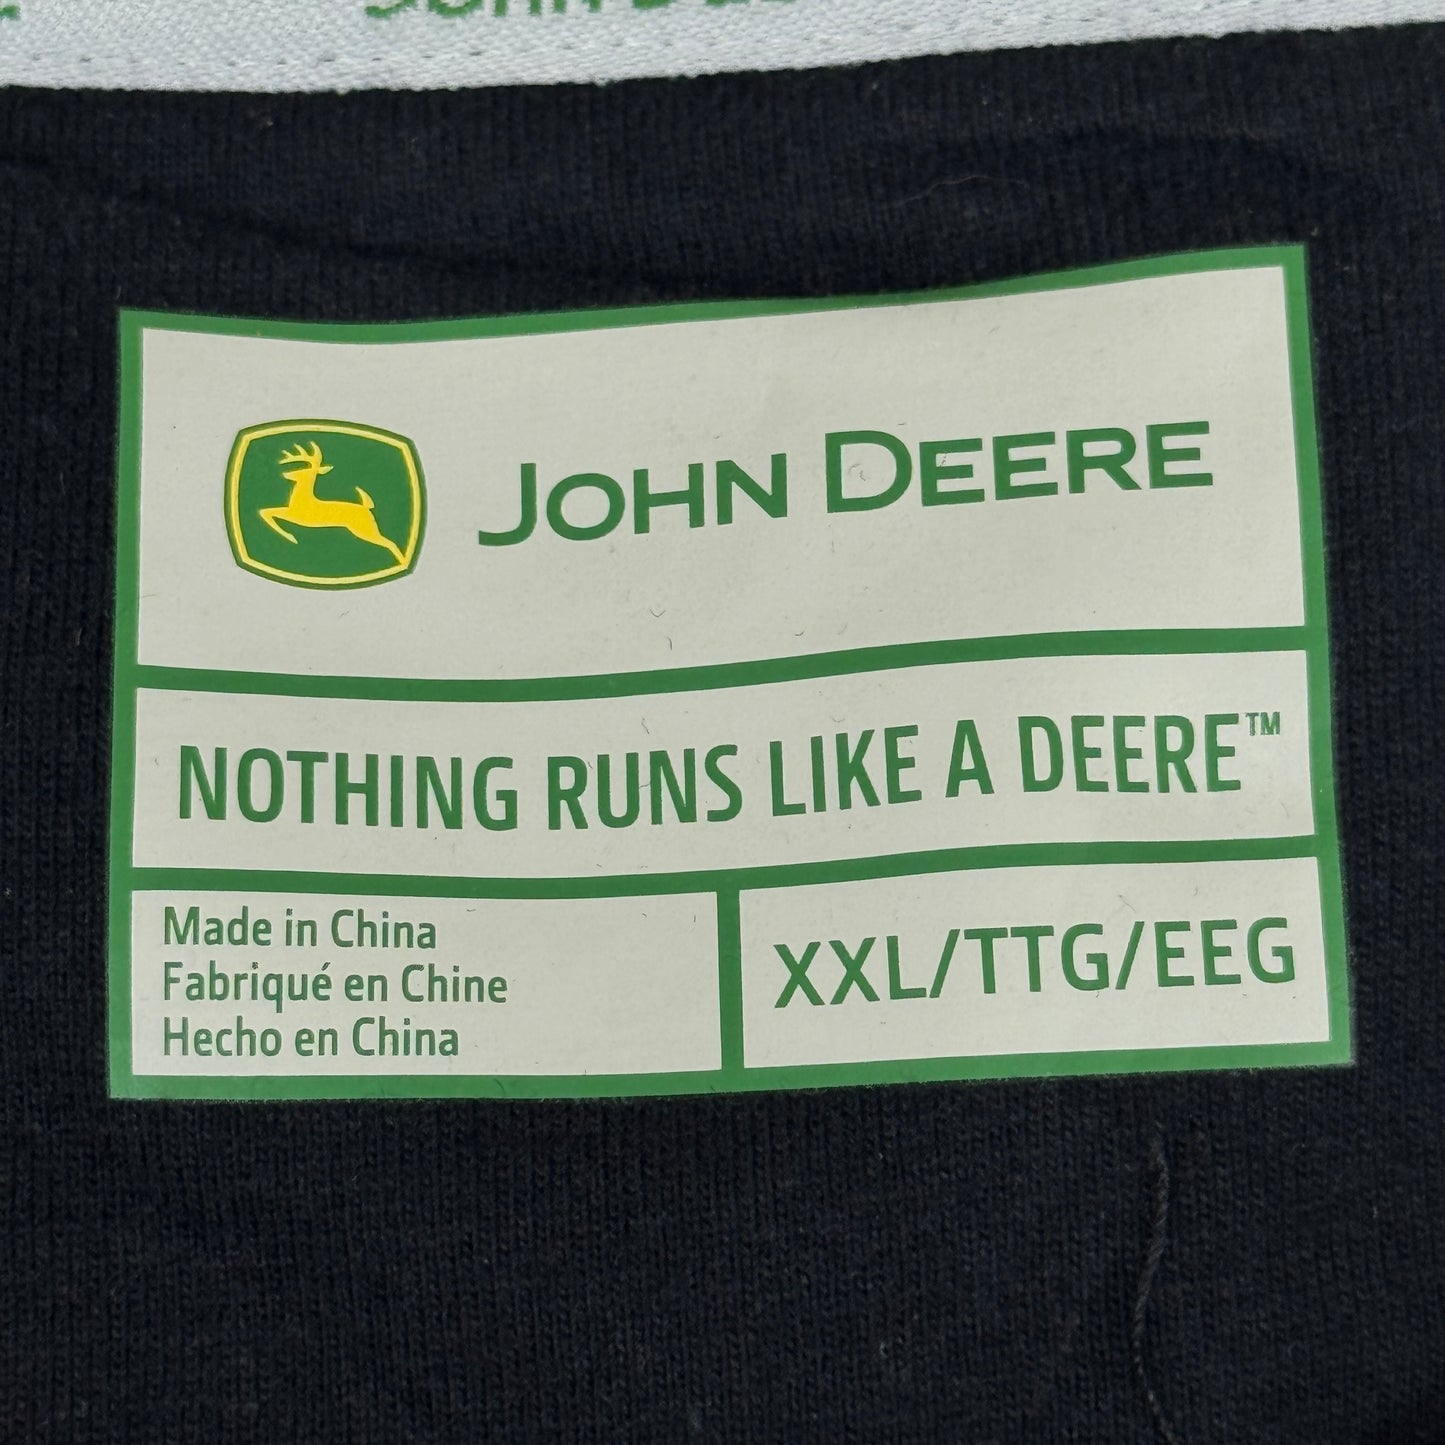 JOHN DEERE
NOTHING RUNS LIKE A DEERE™
Made in China
Fabriqué en Chine
Hecho en China
XXL/TTG/EEG